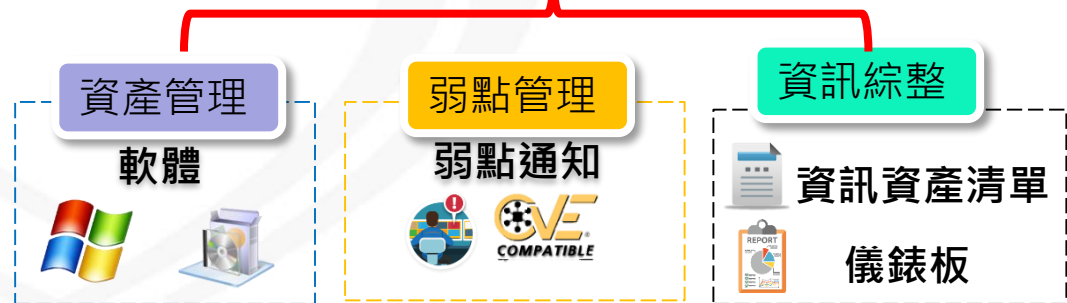 資產管理
軟體
弱點管理
弱點通知
CVE
COMPATIBLE
資訊綜整
資訊資產清單
REPORT
儀錶板